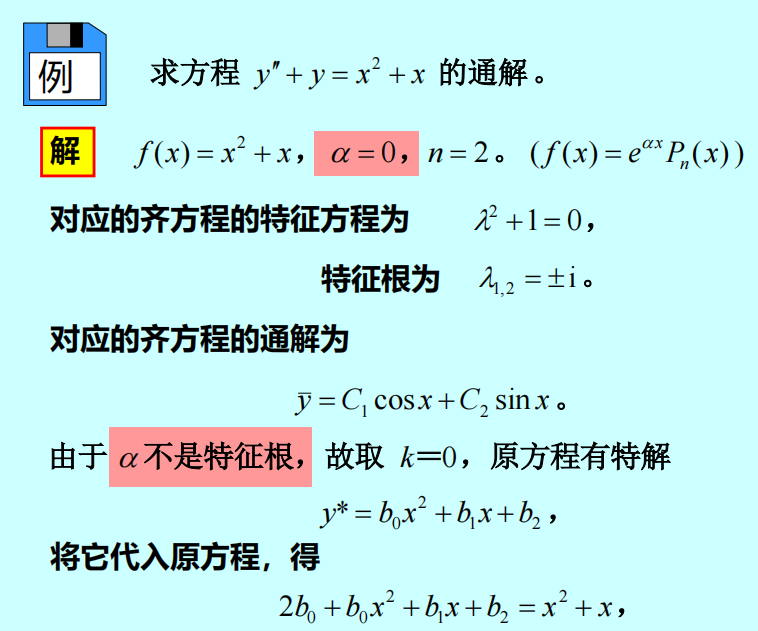 例 求方程 y″ + y = x² + x 的通解。
解 f(x) = x² + x， α = 0， n = 2。 (f(x) = e^{αx} Pₙ(x))
对应的齐方程的特征方程为 λ² + 1 = 0，
特征根为 λ₁,₂ = ±i。
对应的齐方程的通解为
ȳ = C₁ cos x + C₂ sin x。
由于 α 不是特征根，故取 k＝0，原方程有特解
y* = b₀x² + b₁x + b₂，
将它代入原方程，得
2b₀ + b₀x² + b₁x + b₂ = x² + x，